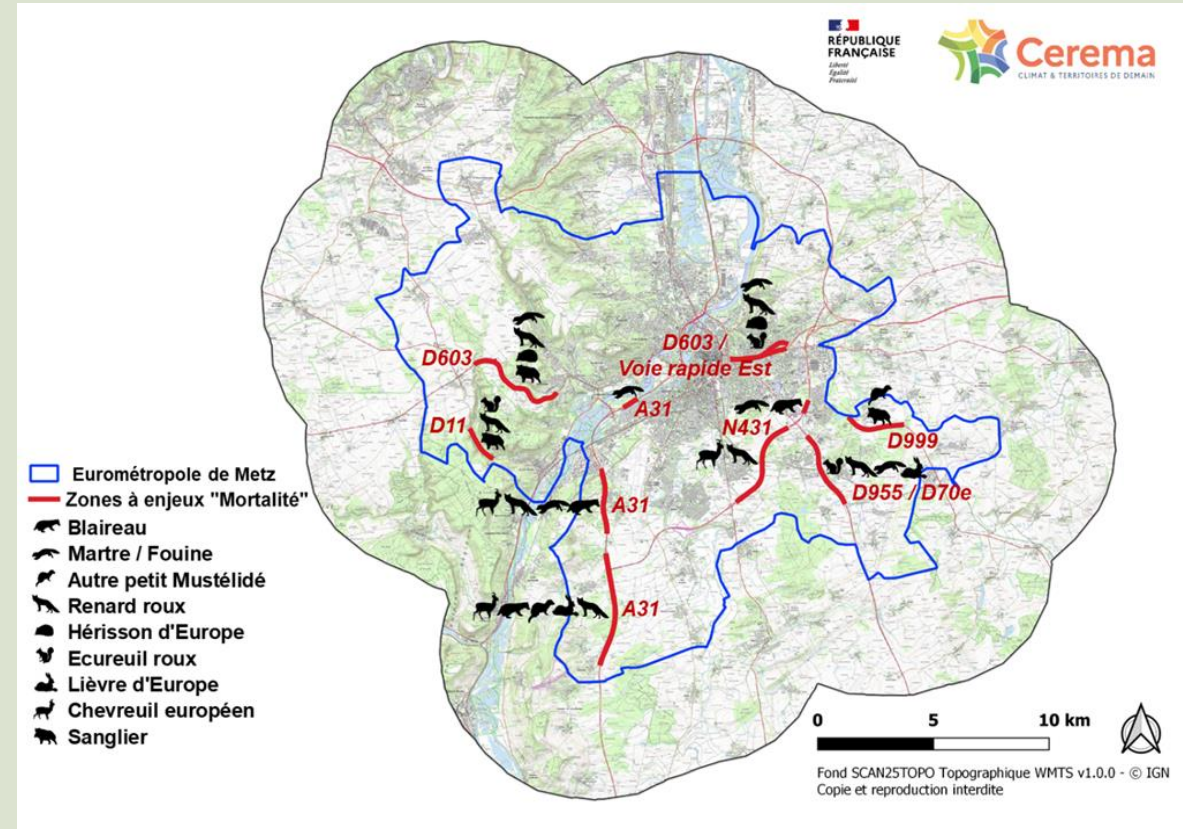 RÉPUBLIQUE
FRANÇAISE
Liberté
Égalité
Fraternité
Cerema
CLIMAT & TERRITOIRES DE DEMAIN
D603
D603 /
Voie rapide Est
A31
D11
N431
D999
D955 / D70e
A31
A31
Eurométropole de Metz
Zones à enjeux "Mortalité"
Blaireau
Martre / Fouine
Autre petit Mustélidé
Renard roux
Hérisson d'Europe
Ecureuil roux
Lièvre d'Europe
Chevreuil européen
Sanglier
0 5 10 km
Fond SCAN25TOPO Topographique WMTS v1.0.0 - © IGN
Copie et reproduction interdite